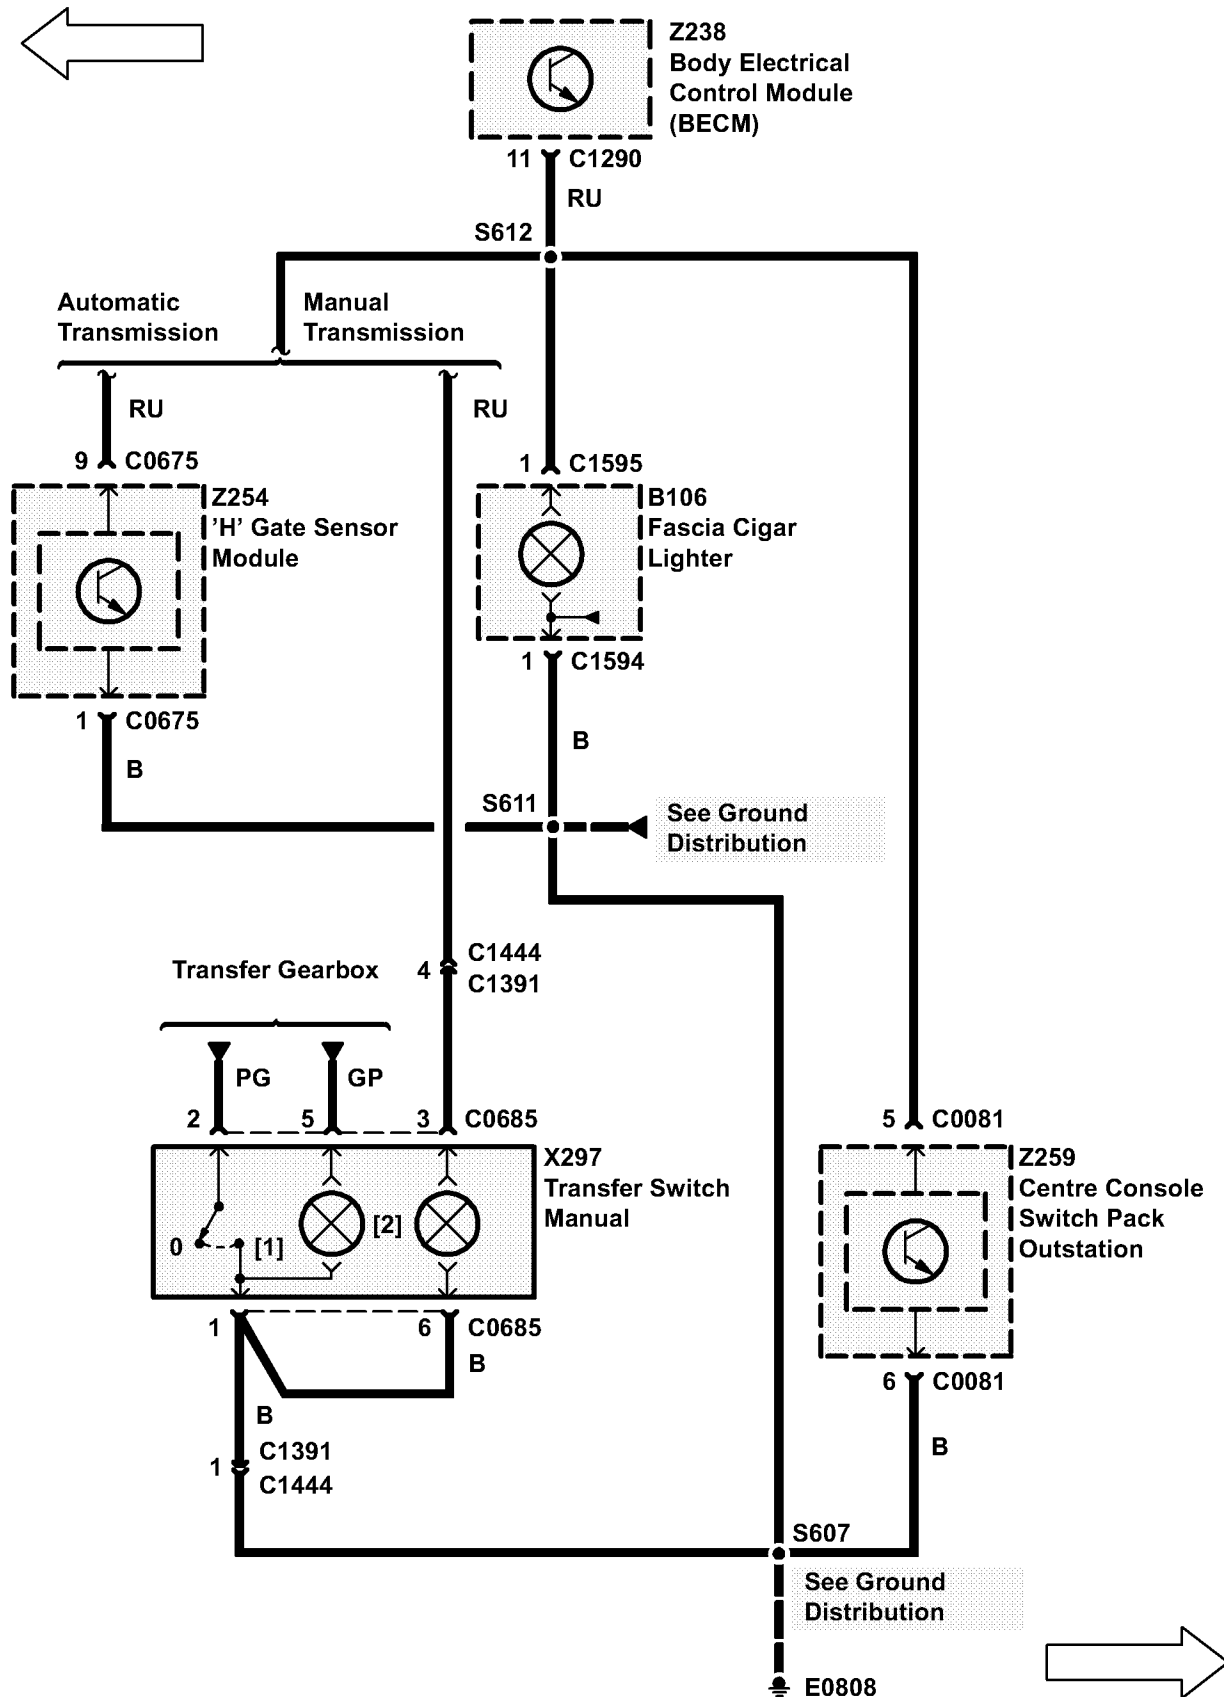 Z238
Body Electrical
Control Module
(BECM)
11 C1290
RU
S612
Automatic
Transmission
Manual
Transmission
RU
RU
9 C0675
1 C1595
Z254
'H' Gate Sensor
Module
B106
Fascia Cigar
Lighter
1 C1594
1 C0675
B
B
S611
See Ground
Distribution
Transfer Gearbox
4
C1444
C1391
PG
GP
2
5
3 C0685
5 C0081
X297
Transfer Switch
Manual
Z259
Centre Console
Switch Pack
Outstation
0
[1]
[2]
1
6 C0685
B
6 C0081
B
B
1
C1391
C1444
S607
See Ground
Distribution
E0808